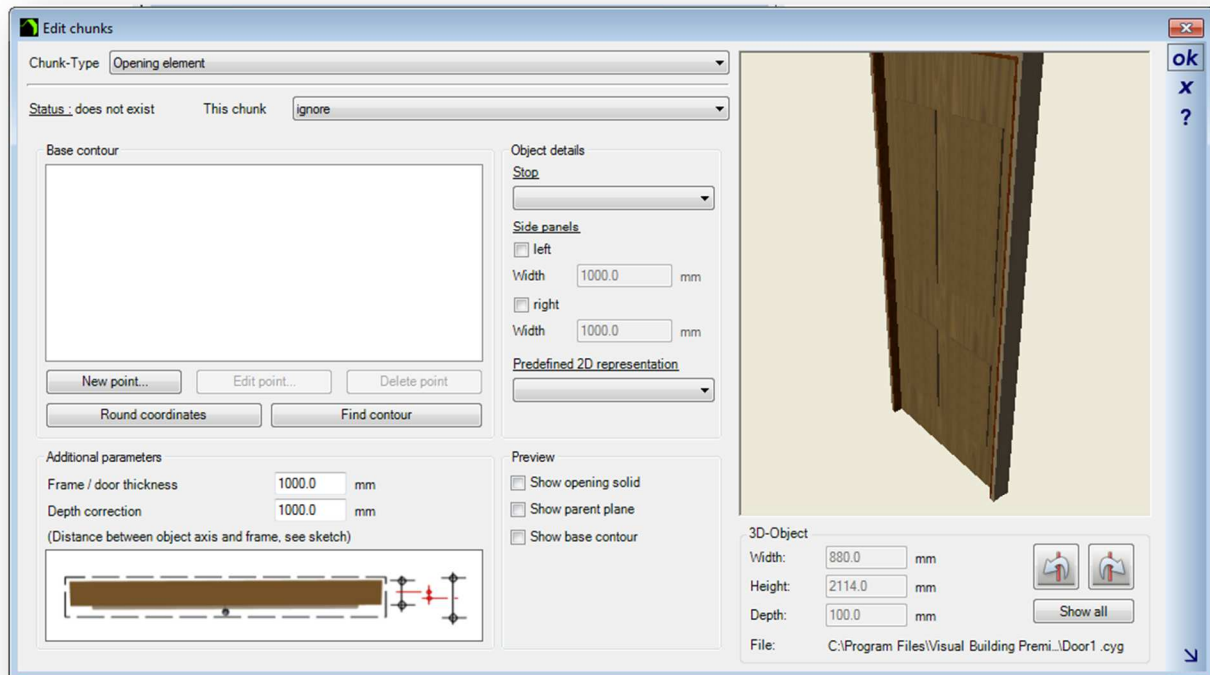 Edit chunks
Chunk-Type Opening element
Status : does not exist This chunk ignore
Base contour
New point... Edit point... Delete point
Round coordinates Find contour
Object details
Stop
Side panels
left
Width 1000.0 mm
right
Width 1000.0 mm
Predefined 2D representation
Additional parameters
Frame / door thickness 1000.0 mm
Depth correction 1000.0 mm
(Distance between object axis and frame, see sketch)
Preview
Show opening solid
Show parent plane
Show base contour
3D-Object
Width: 880.0 mm
Height: 2114.0 mm
Depth: 100.0 mm
Show all
File: C:\Program Files\Visual Building Premi...\Door1 .cyg
ok
x
?